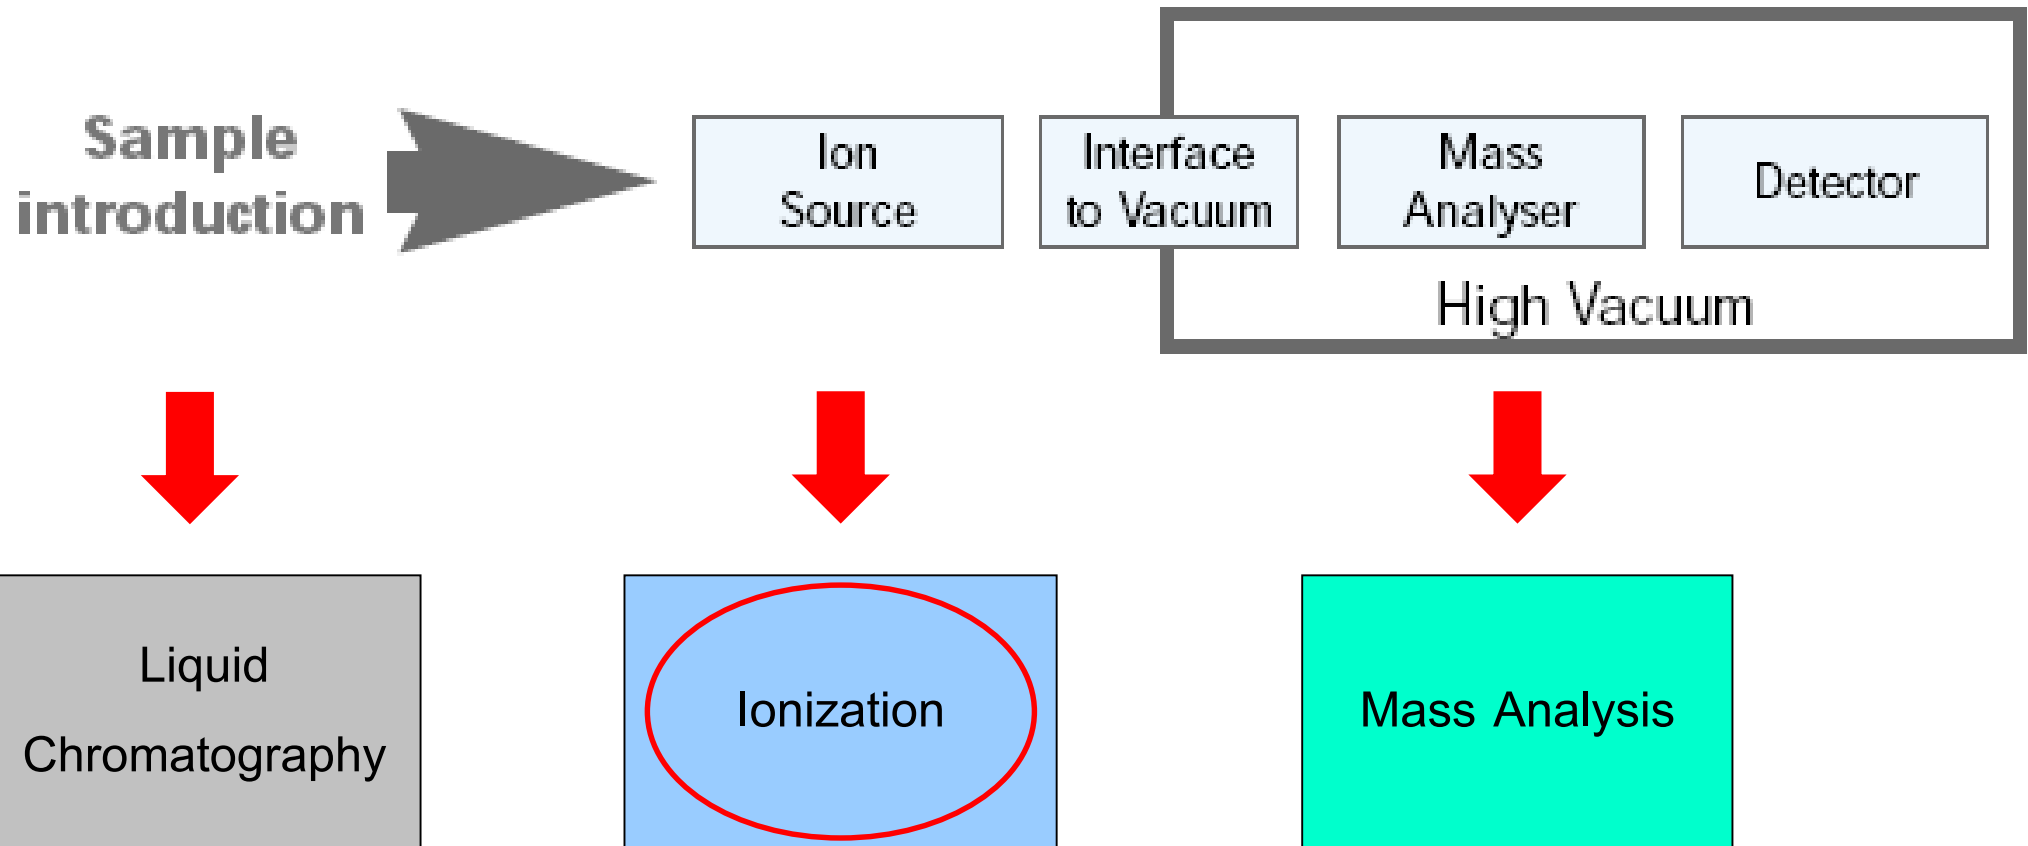 Sample
introduction
Ion
Source
Interface
to Vacuum
Mass
Analyser
Detector
High Vacuum
Liquid
Chromatography
Ionization
Mass Analysis